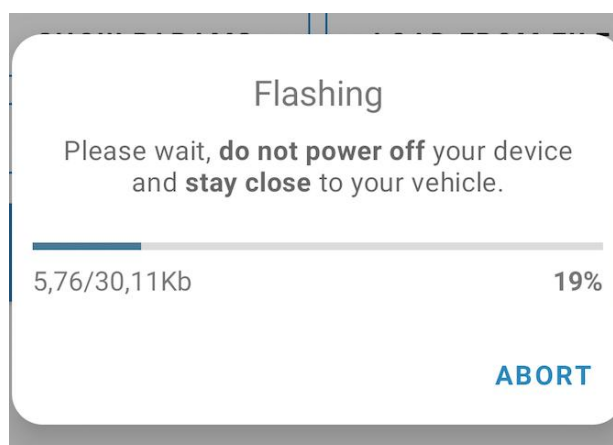 Flashing
Please wait, do not power off your device
and stay close to your vehicle.
5,76/30,11Kb
19%
ABORT